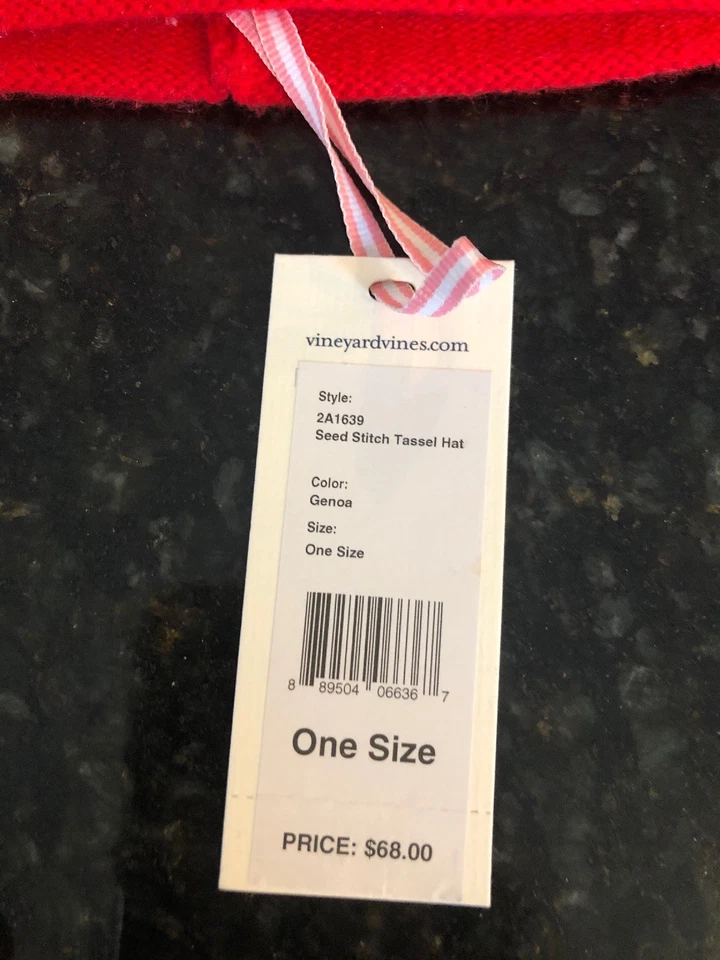 vineyardvines.com
Style:
2A1639
Seed Stitch Tassel Hat
Color:
Genoa
Size:
One Size
8 89504 06636 7
One Size
PRICE: $68.00